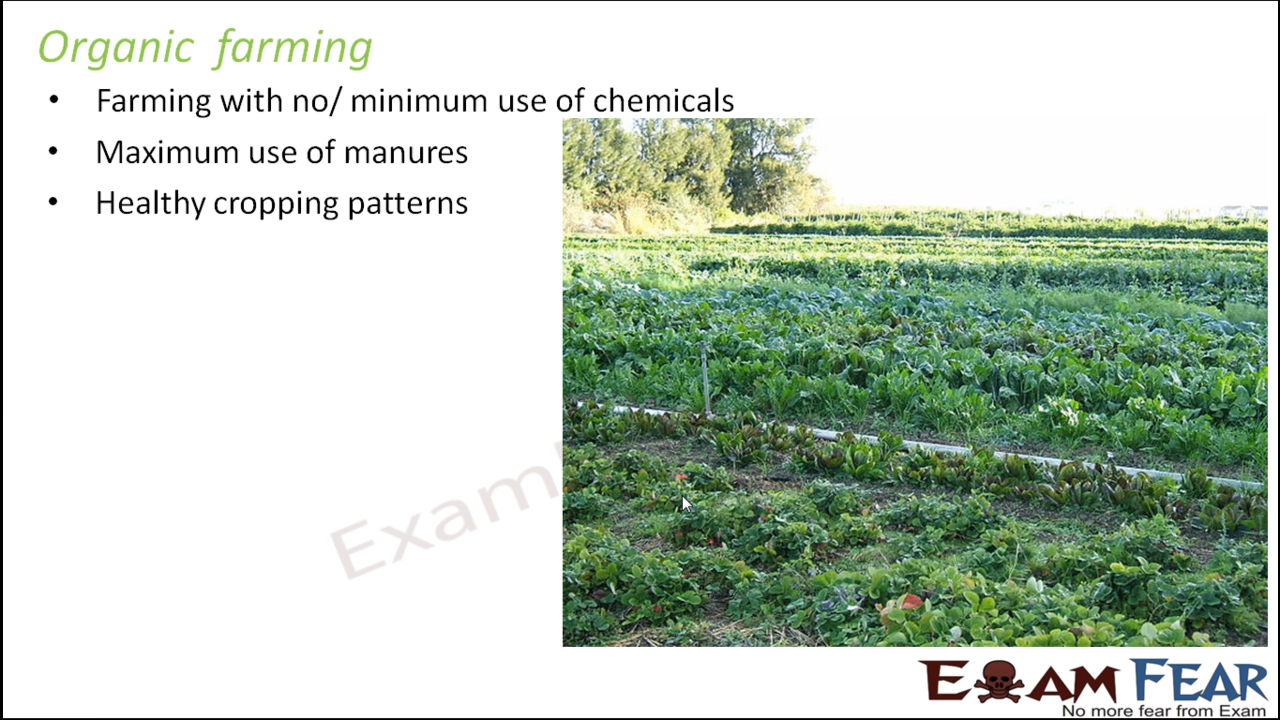 Organic farming
• Farming with no/ minimum use of chemicals
• Maximum use of manures
• Healthy cropping patterns
Exam
EXAM FEAR
No more fear from Exam